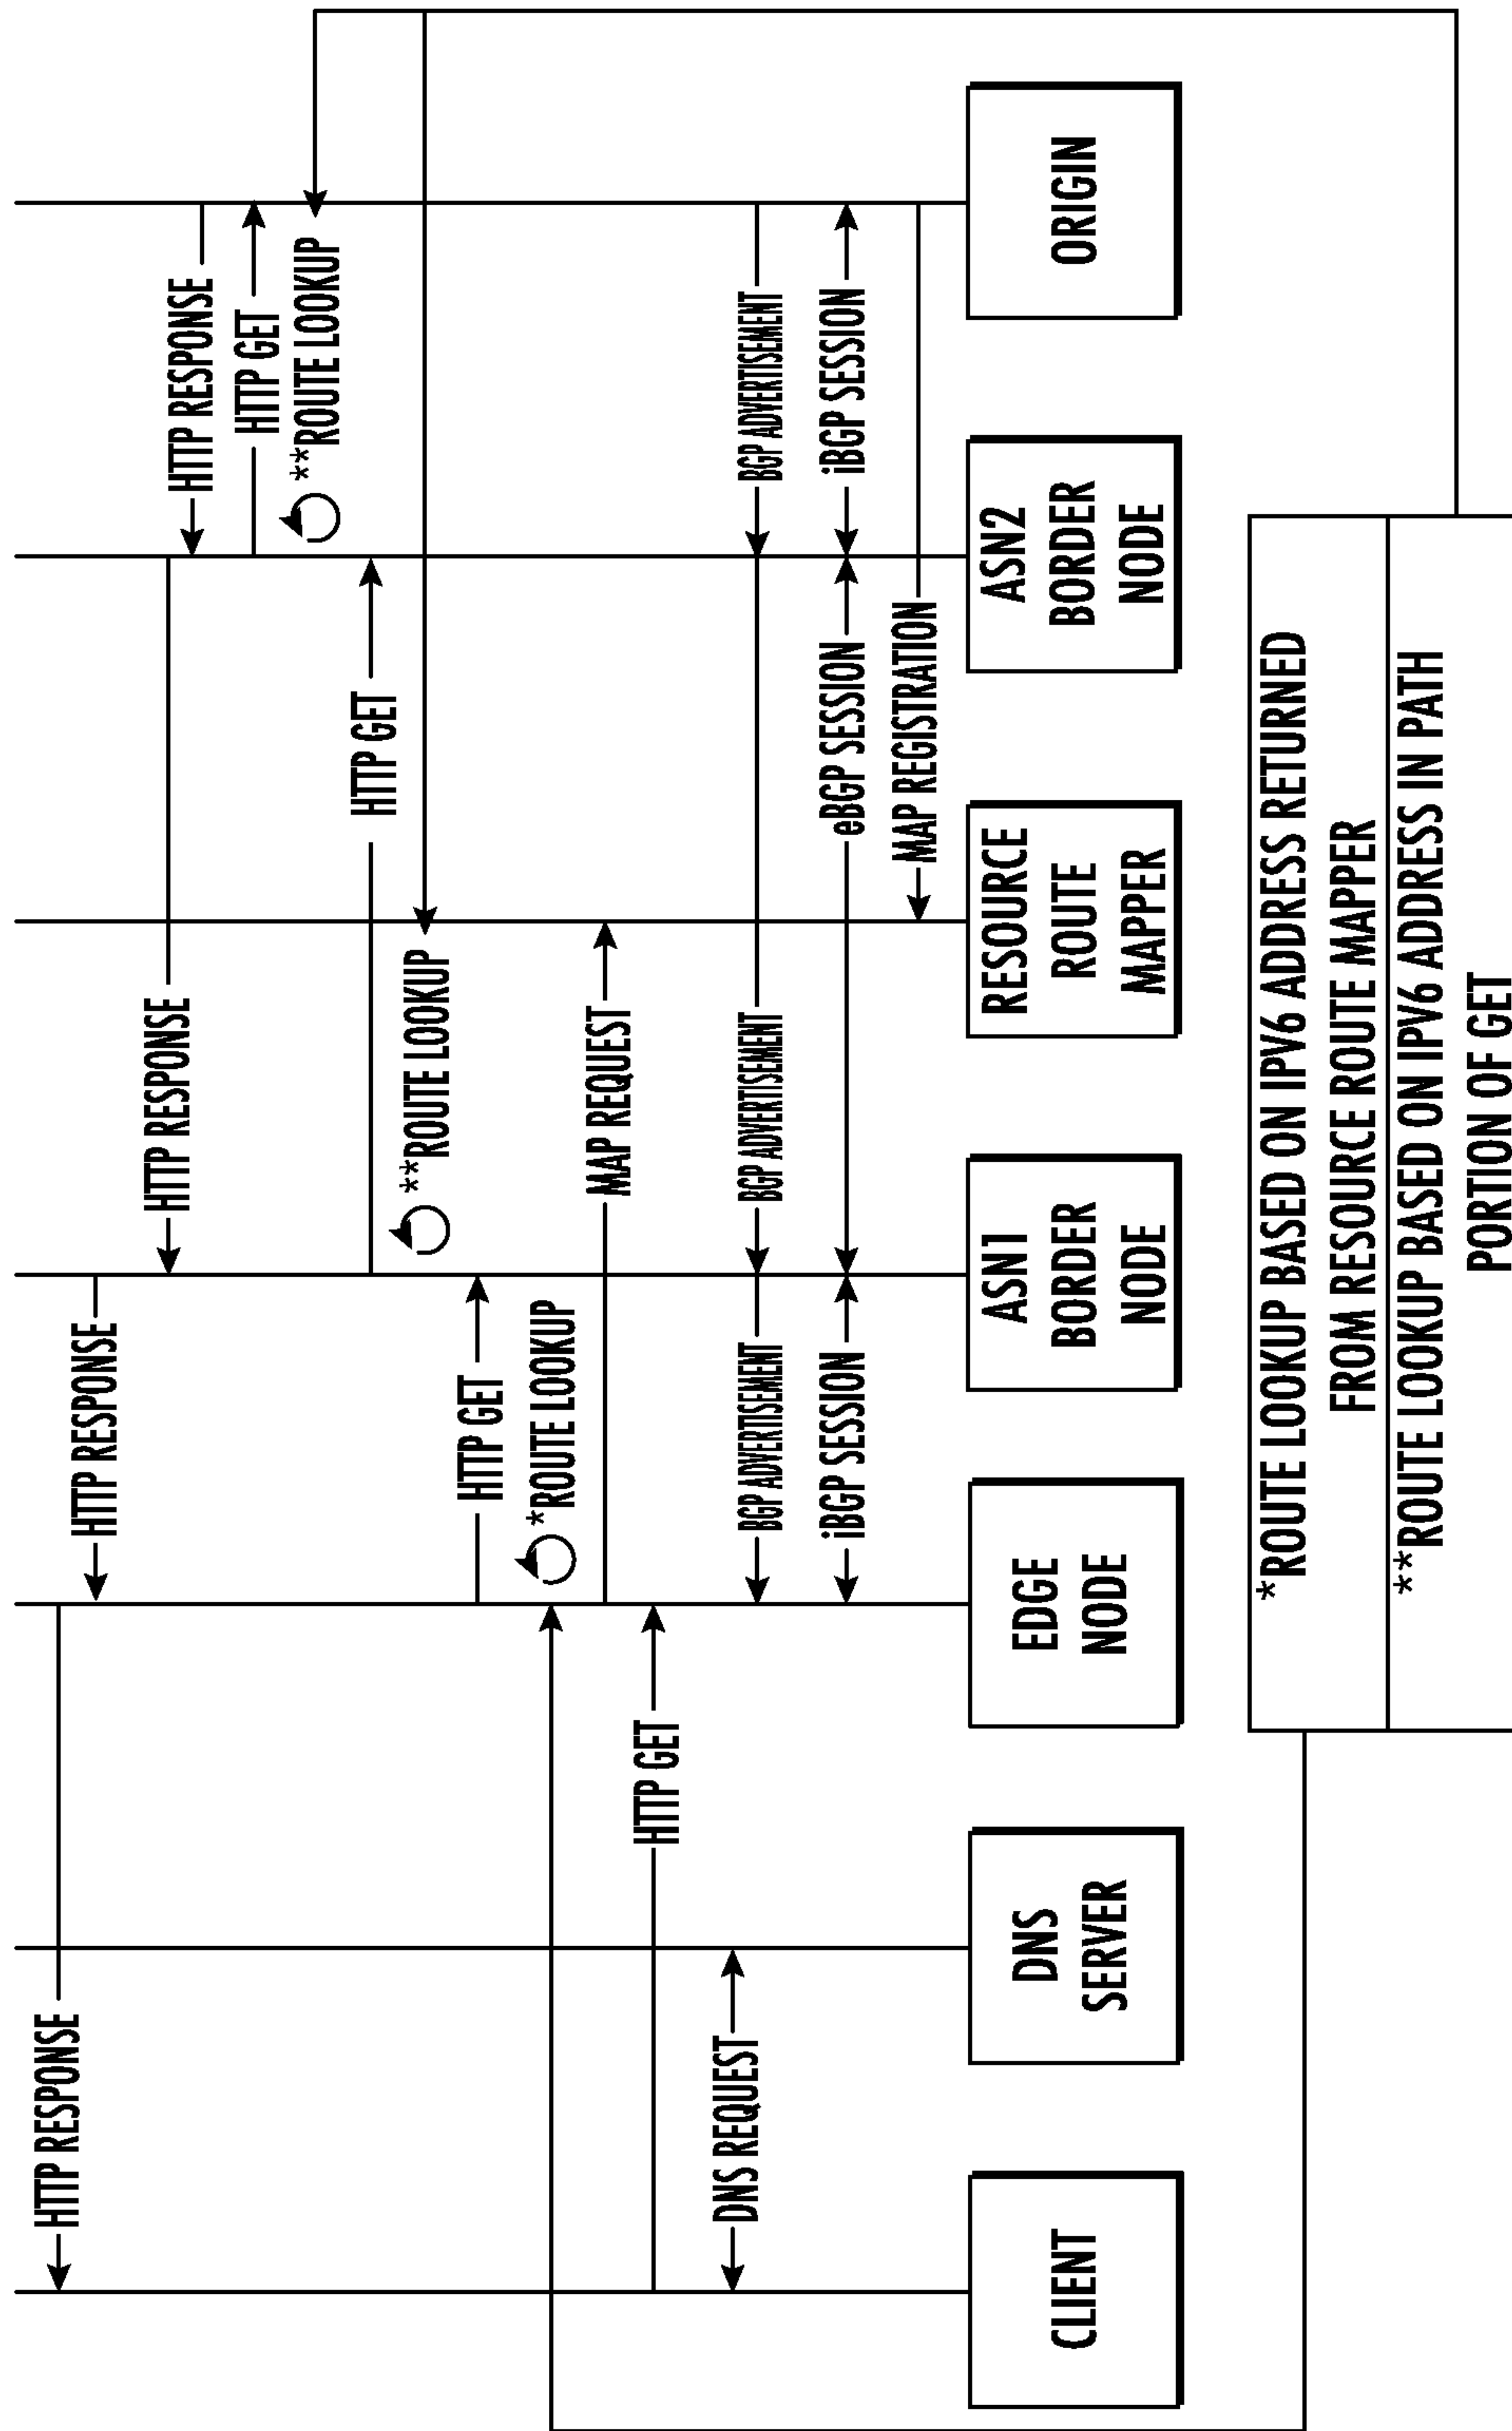 HTTP RESPONSE
HTTP RESPONSE
HTTP RESPONSE
HTTP RESPONSE
HTTP GET
**ROUTE LOOKUP
HTTP GET
**ROUTE LOOKUP
HTTP GET
*ROUTE LOOKUP
MAP REQUEST
HTTP GET
DNS REQUEST
BGP ADVERTISEMENT
BGP ADVERTISEMENT
BGP ADVERTISEMENT
iBGP SESSION
eBGP SESSION
iBGP SESSION
MAP REGISTRATION
CLIENT
DNS
SERVER
EDGE
NODE
ASN1
BORDER
NODE
RESOURCE
ROUTE
MAPPER
ASN2
BORDER
NODE
ORIGIN
*ROUTE LOOKUP BASED ON IPV6 ADDRESS RETURNED
FROM RESOURCE ROUTE MAPPER
**ROUTE LOOKUP BASED ON IPV6 ADDRESS IN PATH
PORTION OF GET